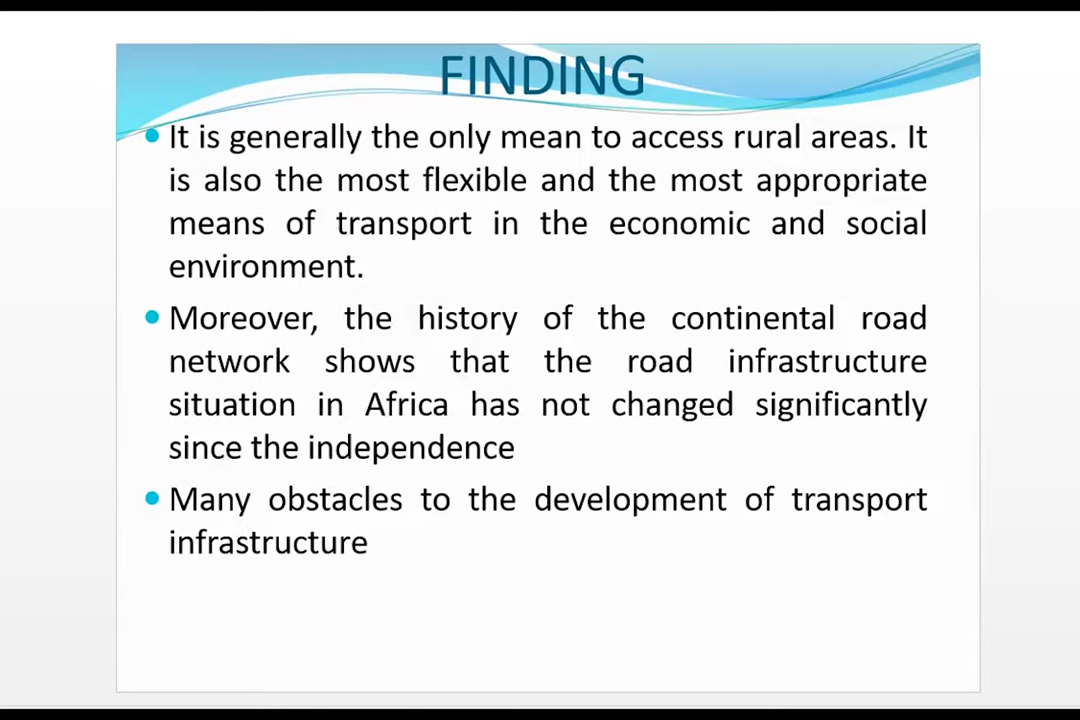 FINDING
It is generally the only mean to access rural areas. It
is also the most flexible and the most appropriate
means of transport in the economic and social
environment.
Moreover, the history of the continental road
network shows that the road infrastructure
situation in Africa has not changed significantly
since the independence
Many obstacles to the development of transport
infrastructure